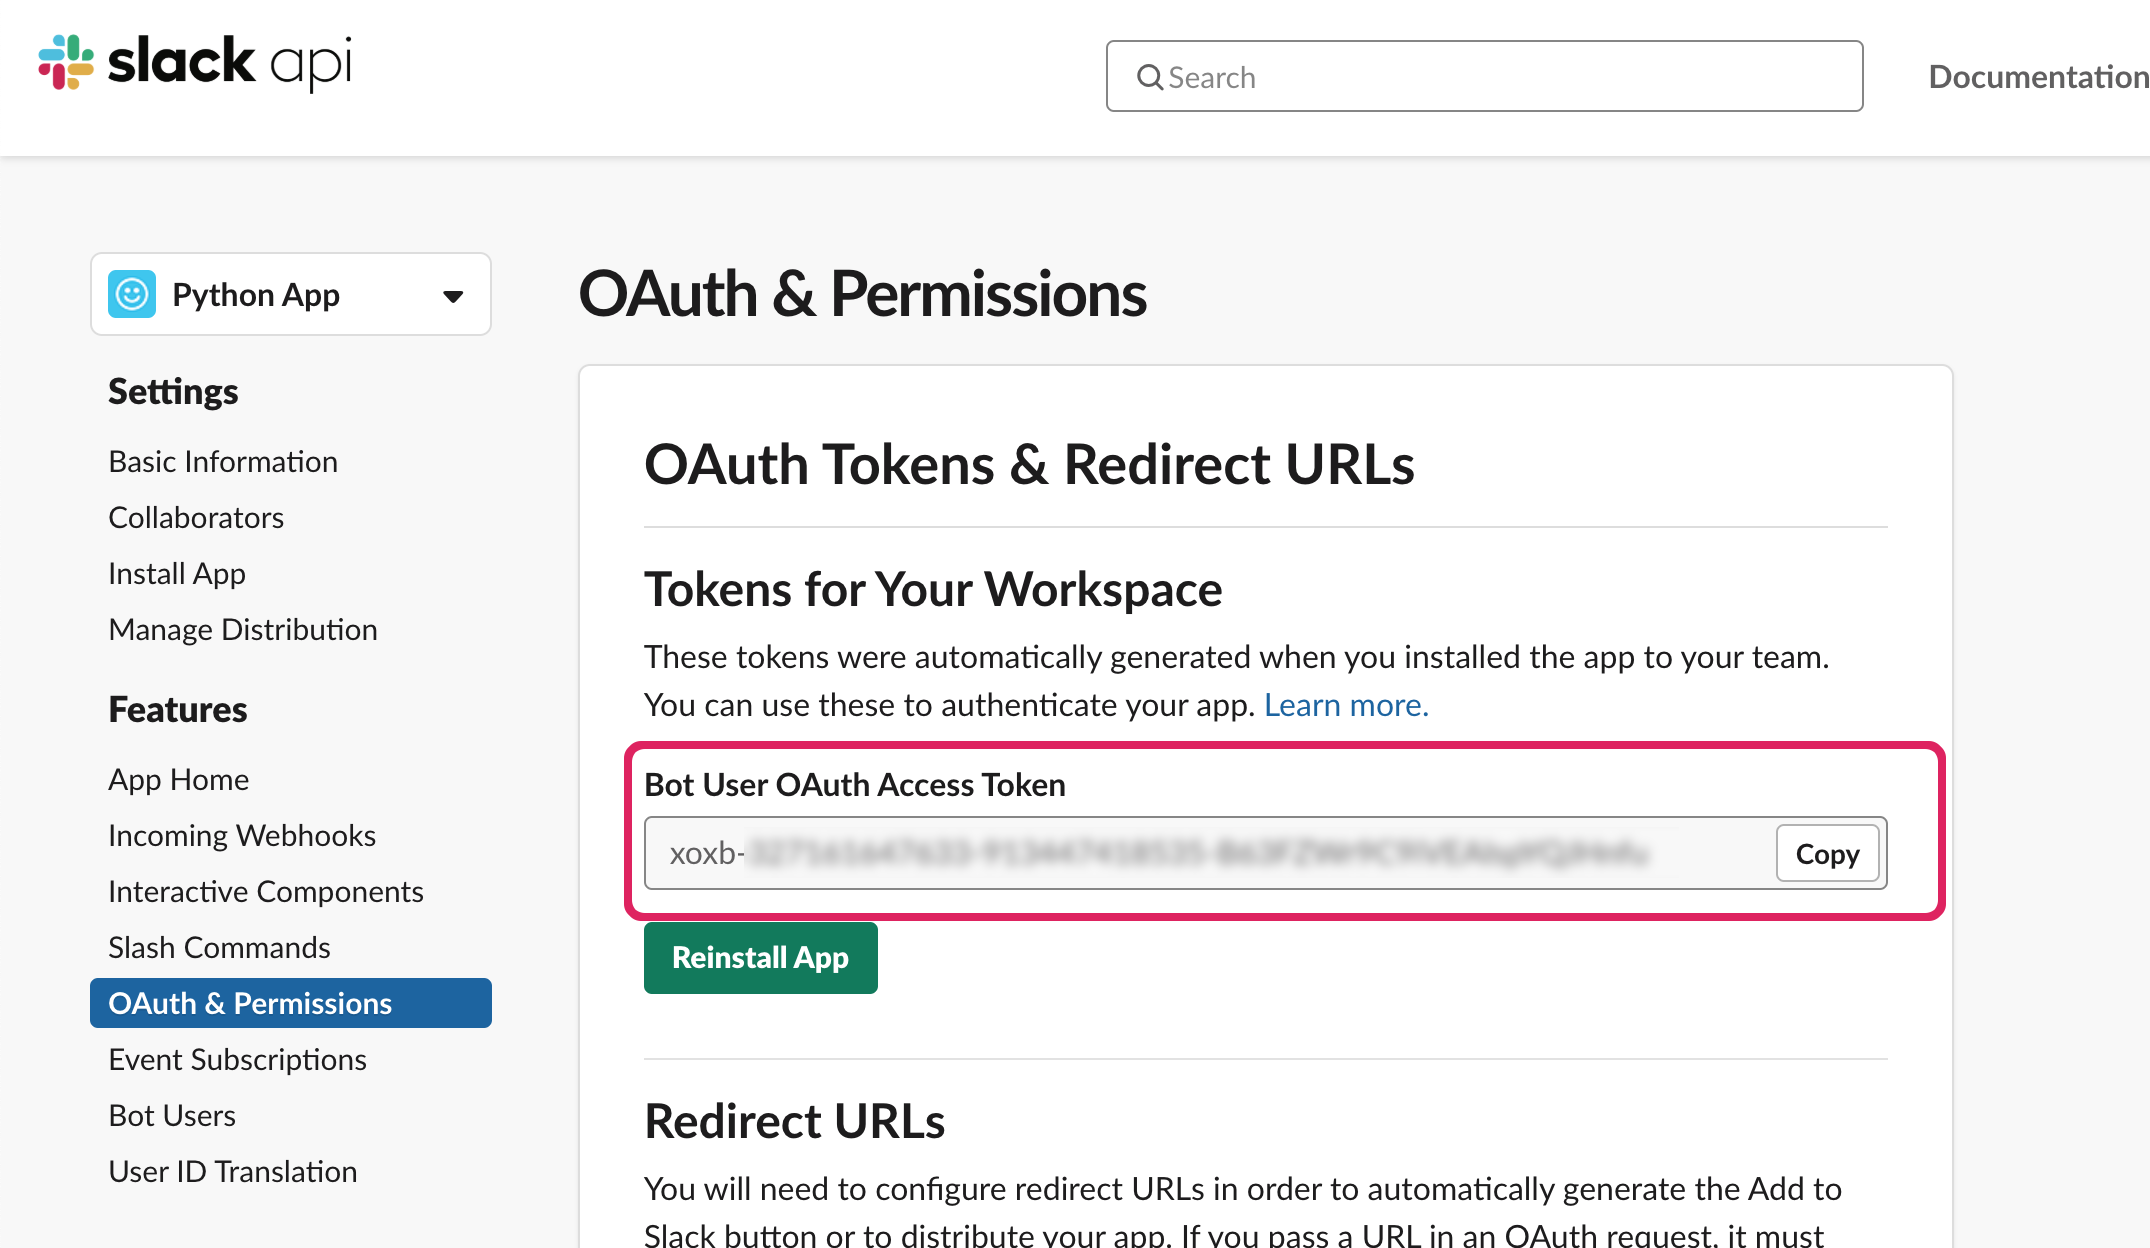 slack api
Search
Documentation
Python App
Settings
Basic Information
Collaborators
Install App
Manage Distribution
Features
App Home
Incoming Webhooks
Interactive Components
Slash Commands
OAuth & Permissions
Event Subscriptions
Bot Users
User ID Translation
OAuth & Permissions
OAuth Tokens & Redirect URLs
Tokens for Your Workspace
These tokens were automatically generated when you installed the app to your team.
You can use these to authenticate your app. Learn more.
Bot User OAuth Access Token
xoxb-
Copy
Reinstall App
Redirect URLs
You will need to configure redirect URLs in order to automatically generate the Add to
Slack button or to distribute your app. If you pass a URL in an OAuth request, it must